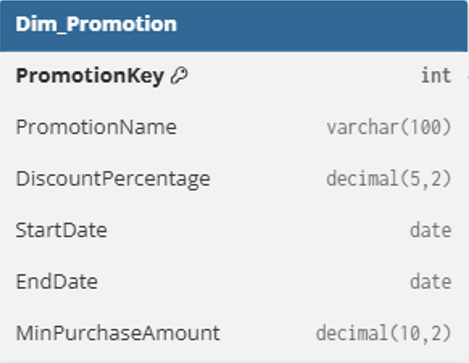 Dim_Promotion
PromotionKey int
PromotionName varchar(100)
DiscountPercentage decimal(5,2)
StartDate date
EndDate date
MinPurchaseAmount decimal(10,2)